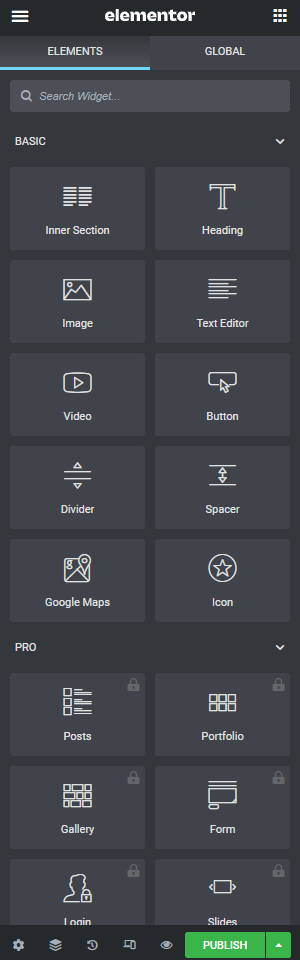 elementor
ELEMENTS GLOBAL
Search Widget...
BASIC
Inner Section Heading
Image Text Editor
Video Button
Divider Spacer
Google Maps Icon
PRO
Posts Portfolio
Gallery Form
Login Slides
PUBLISH